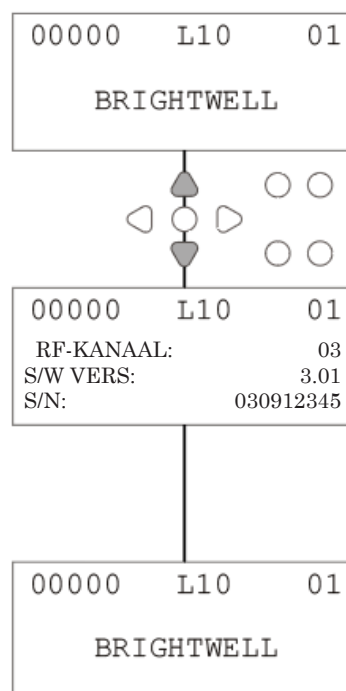 00000 L10 01
BRIGHTWELL
00000 L10 01
RF-KANAAL: 03
S/W VERS: 3.01
S/N: 030912345
00000 L10 01
BRIGHTWELL